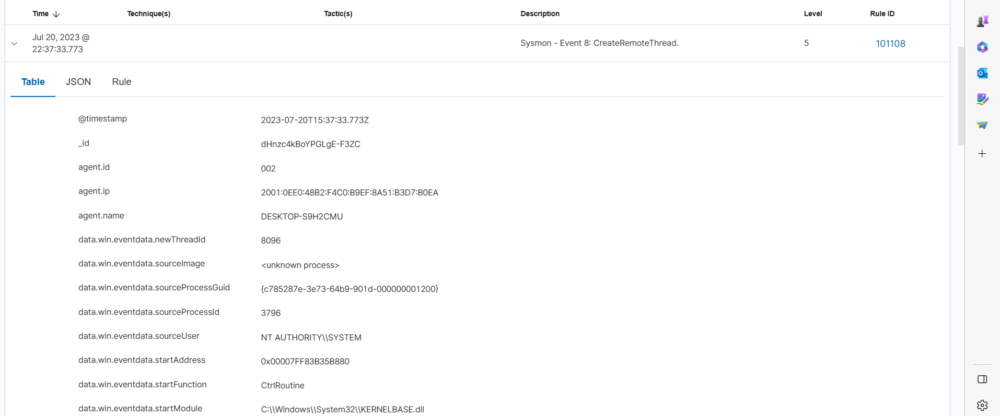 Time Technique(s) Tactic(s) Description Level Rule ID
Jul 20, 2023 @
22:37:33.773 Sysmon - Event 8: CreateRemoteThread. 5 101108
Table JSON Rule
@timestamp 2023-07-20T15:37:33.773Z
_id dHnzc4kBoYPGLgE-F3ZC
agent.id 002
agent.ip 2001:0EE0:48B2:F4C0:B9EF:8A51:B3D7:B0EA
agent.name DESKTOP-S9H2CMU
data.win.eventdata.newThreadId 8096
data.win.eventdata.sourceImage <unknown process>
data.win.eventdata.sourceProcessGuid {c785287e-3e73-64b9-901d-000000001200}
data.win.eventdata.sourceProcessId 3796
data.win.eventdata.sourceUser NT AUTHORITY\\SYSTEM
data.win.eventdata.startAddress 0x00007FF83B35B880
data.win.eventdata.startFunction CtrlRoutine
data.win.eventdata.startModule C:\\Windows\\System32\\KERNELBASE.dll